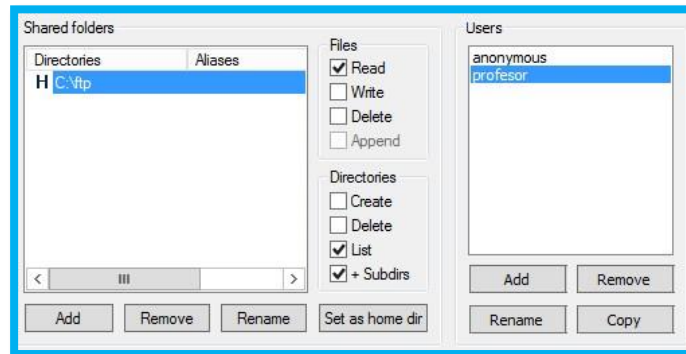 Shared folders
Directories Aliases
H C:\ftp
Files
Read
Write
Delete
Append
Directories
Create
Delete
List
+ Subdirs
Add Remove Rename Set as home dir
Users
anonymous
profesor
Add Remove
Rename Copy